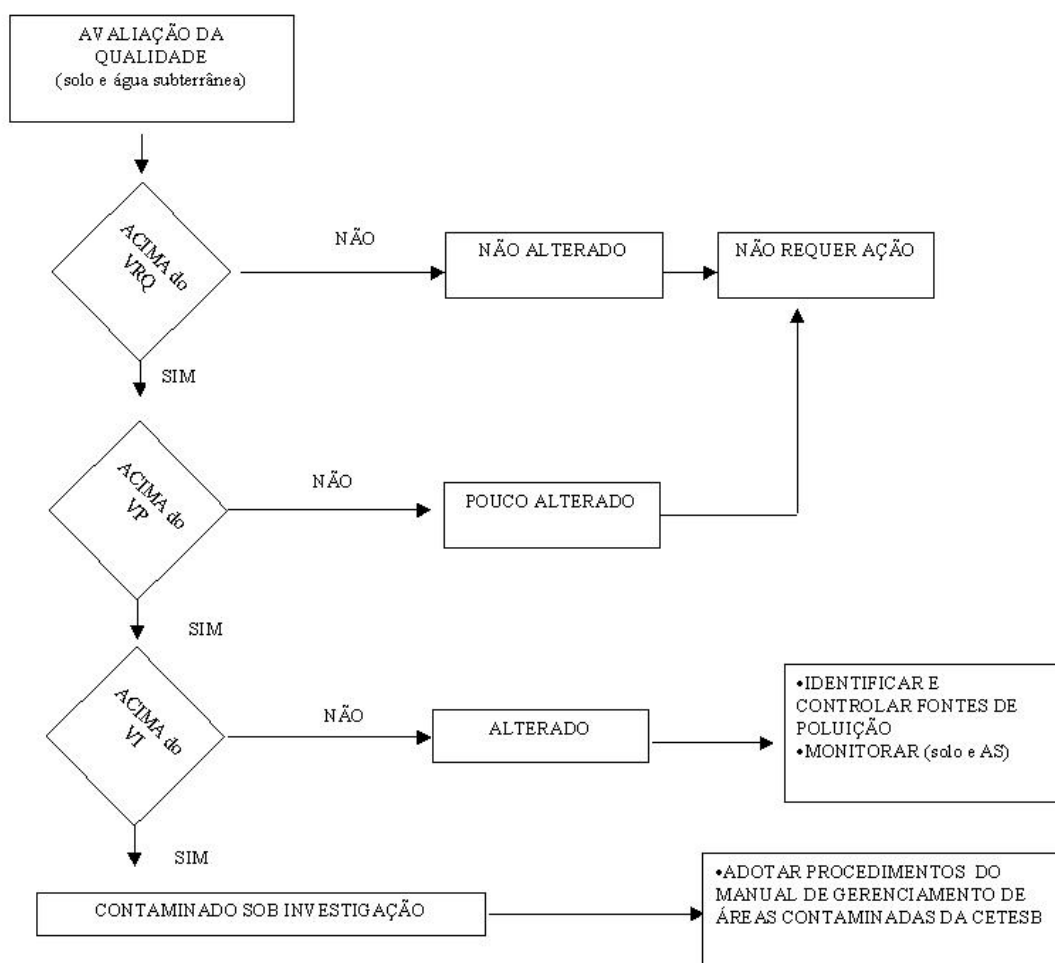 AVALIAÇÃO DA
QUALIDADE
(solo e água subterrânea)
ACIMA do
VRQ
NÃO
NÃO ALTERADO
NÃO REQUER AÇÃO
SIM
ACIMA do
VP
NÃO
POUCO ALTERADO
SIM
ACIMA do
VI
NÃO
ALTERADO
•IDENTIFICAR E
CONTROLAR FONTES DE
POLUIÇÃO
•MONITORAR (solo e AS)
SIM
CONTAMINADO SOB INVESTIGAÇÃO
•ADOTAR PROCEDIMENTOS DO
MANUAL DE GERENCIAMENTO DE
ÁREAS CONTAMINADAS DA CETESB